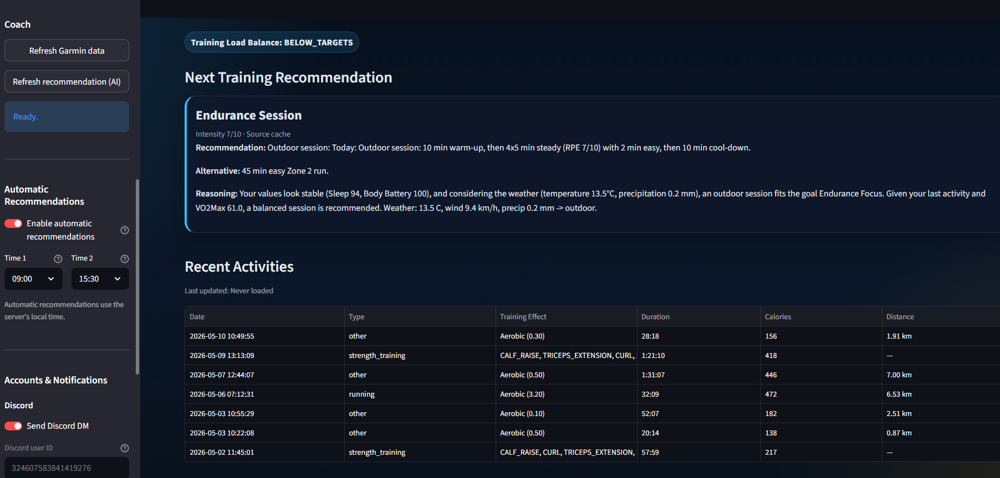 Coach
Refresh Garmin data
Refresh recommendation (AI)
Ready.
Automatic
Recommendations
Enable automatic
recommendations
Time 1
Time 2
09:00
15:30
Automatic recommendations use the
server's local time.
Accounts & Notifications
Discord
Send Discord DM
Discord user ID
324607583841419276
Training Load Balance: BELOW_TARGETS
Next Training Recommendation
Endurance Session
Intensity 7/10 · Source cache
Recommendation: Outdoor session: Today: Outdoor session: 10 min warm-up, then 4x5 min steady (RPE 7/10) with 2 min easy, then 10 min cool-down.
Alternative: 45 min easy Zone 2 run.
Reasoning: Your values look stable (Sleep 94, Body Battery 100), and considering the weather (temperature 13.5°C, precipitation 0.2 mm), an outdoor session fits the goal Endurance Focus. Given your last activity and
VO2Max 61.0, a balanced session is recommended. Weather: 13.5 C, wind 9.4 km/h, precip 0.2 mm -> outdoor.
Recent Activities
Last updated: Never loaded
Date Type Training Effect Duration Calories Distance
2026-05-10 10:49:55 other Aerobic (0.30) 28:18 156 1.91 km
2026-05-09 13:13:09 strength_training CALF_RAISE, TRICEPS_EXTENSION, CURL, 1:21:10 418 —
2026-05-07 12:44:07 other Aerobic (0.50) 1:31:07 446 7.00 km
2026-05-06 07:12:31 running Aerobic (3.20) 32:09 472 6.53 km
2026-05-03 10:55:29 other Aerobic (0.10) 52:07 182 2.51 km
2026-05-03 10:22:08 other Aerobic (0.50) 20:14 138 0.87 km
2026-05-02 11:45:01 strength_training CALF_RAISE, CURL, TRICEPS_EXTENSION, 57:59 217 —